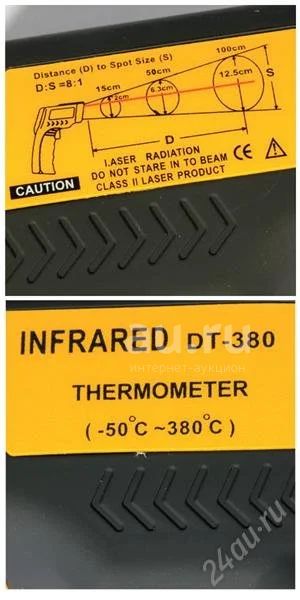 Distance (D) to Spot Size (S)
D:S=8:1
15cm
50cm
100cm
2cm
6.3cm
12.5cm
S
D
LASER RADIATION
DO NOT STARE IN TO BEAM
CLASS II LASER PRODUCT
CE
CAUTION
INFRARED DT-380
au.ru
интернет-аукцион
THERMOMETER
(-50°C ~380°C)
24au.ru